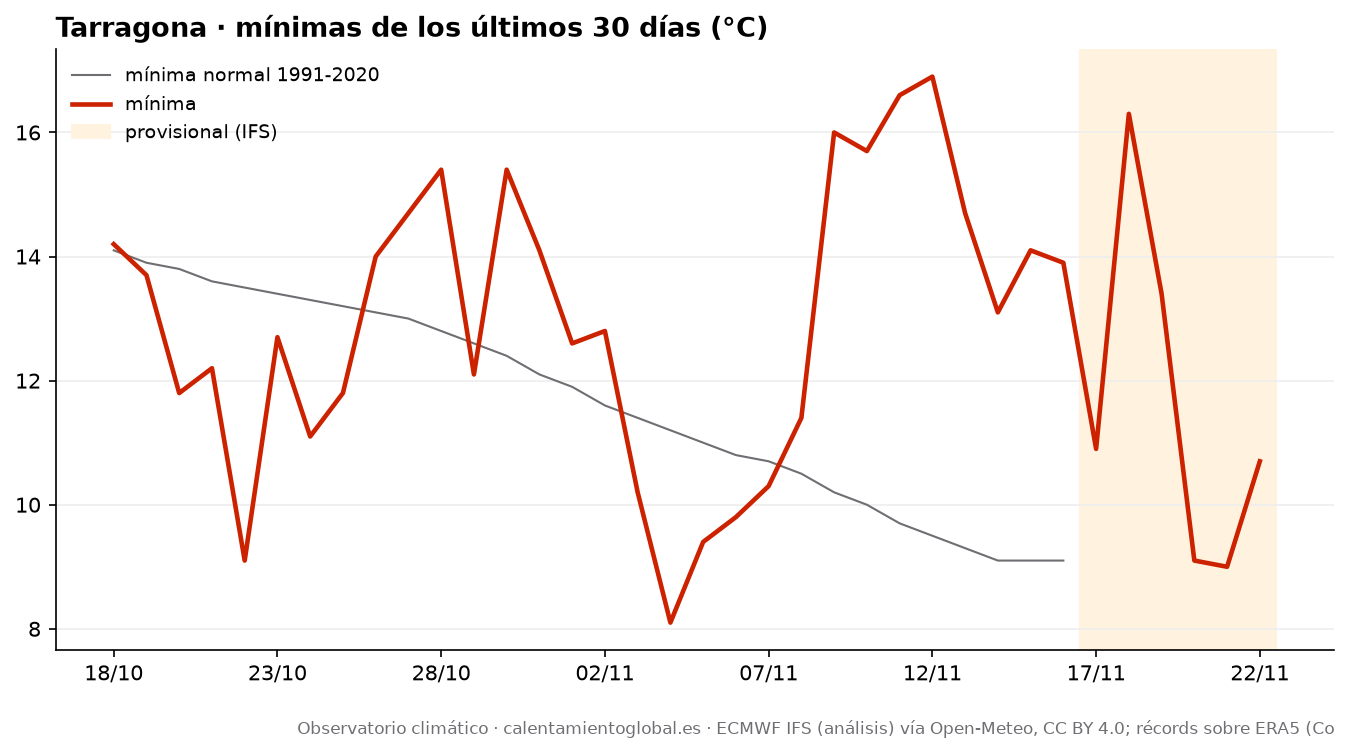 Tarragona · mínimas de los últimos 30 días (°C)
mínima normal 1991-2020
mínima
provisional (IFS)
16
14
12
10
8
18/10 23/10 28/10 02/11 07/11 12/11 17/11 22/11
Observatorio climático · calentamientoglobal.es · ECMWF IFS (análisis) vía Open-Meteo, CC BY 4.0; récords sobre ERA5 (Co